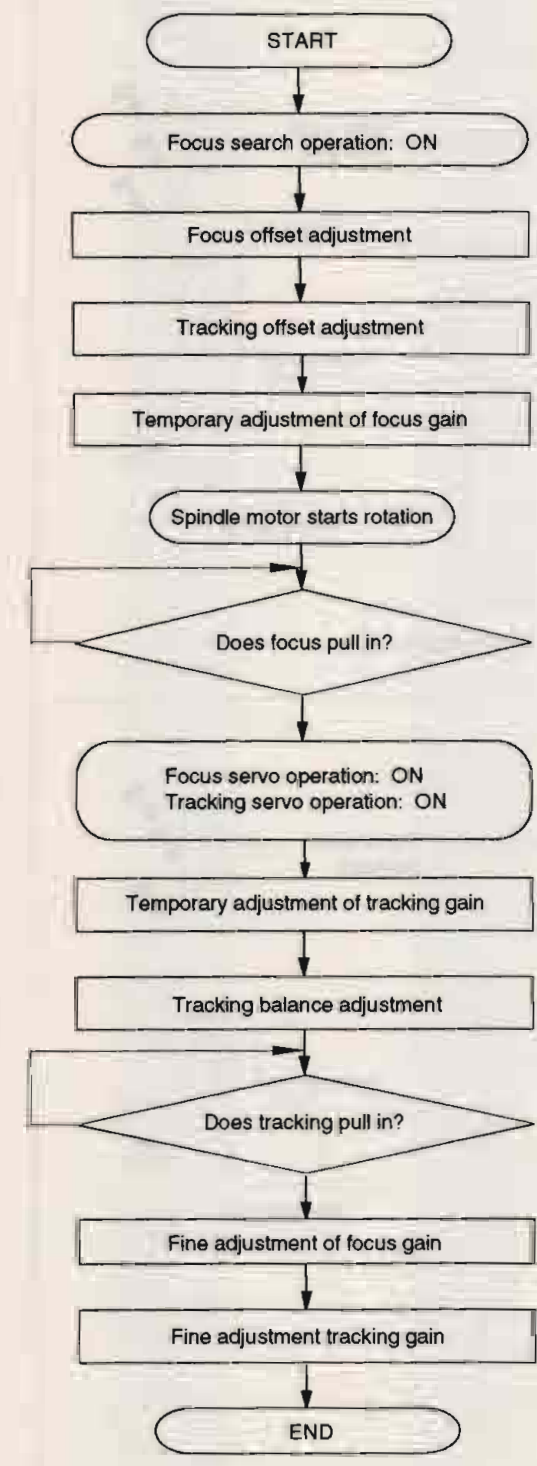 START
Focus search operation: ON
Focus offset adjustment
Tracking offset adjustment
Temporary adjustment of focus gain
Spindle motor starts rotation
Does focus pull in?
Focus servo operation: ON
Tracking servo operation: ON
Temporary adjustment of tracking gain
Tracking balance adjustment
Does tracking pull in?
Fine adjustment of focus gain
Fine adjustment tracking gain
END